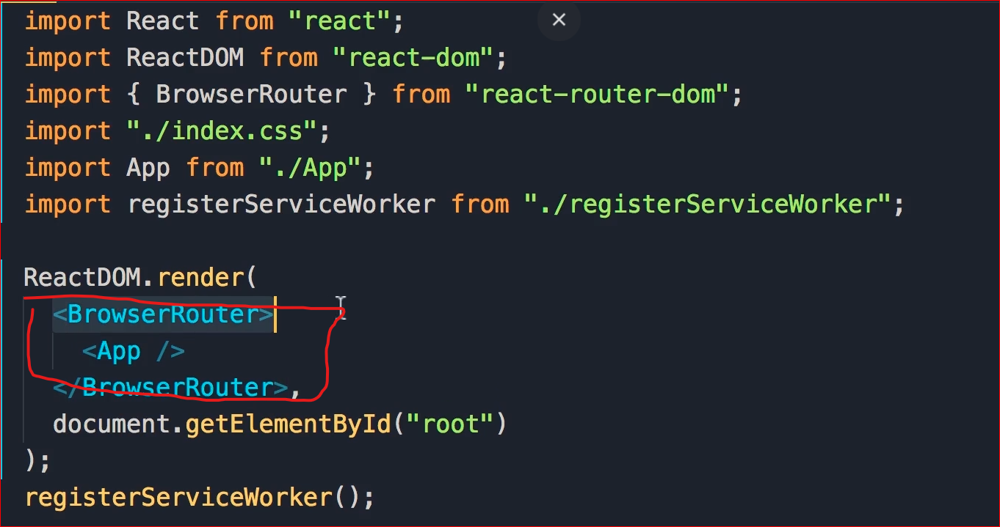 import React from "react";
import ReactDOM from "react-dom";
import { BrowserRouter } from "react-router-dom";
import "./index.css";
import App from "./App";
import registerServiceWorker from "./registerServiceWorker";
ReactDOM.render(
<BrowserRouter>
<App />
</BrowserRouter>,
document.getElementById("root")
);
registerServiceWorker();